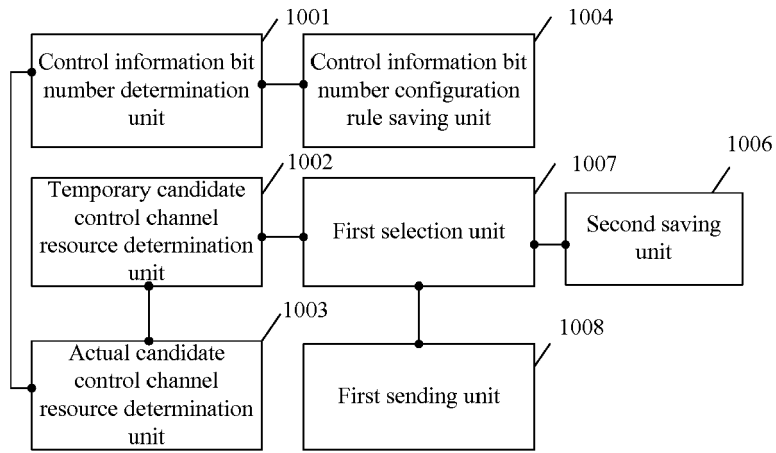 1001
Control information bit
number determination
unit
1004
Control information bit
number configuration
rule saving unit
1002
Temporary candidate
control channel
resource determination
unit
1007
First selection unit
1006
Second saving
unit
1003
Actual candidate
control channel
resource determination
unit
1008
First sending unit